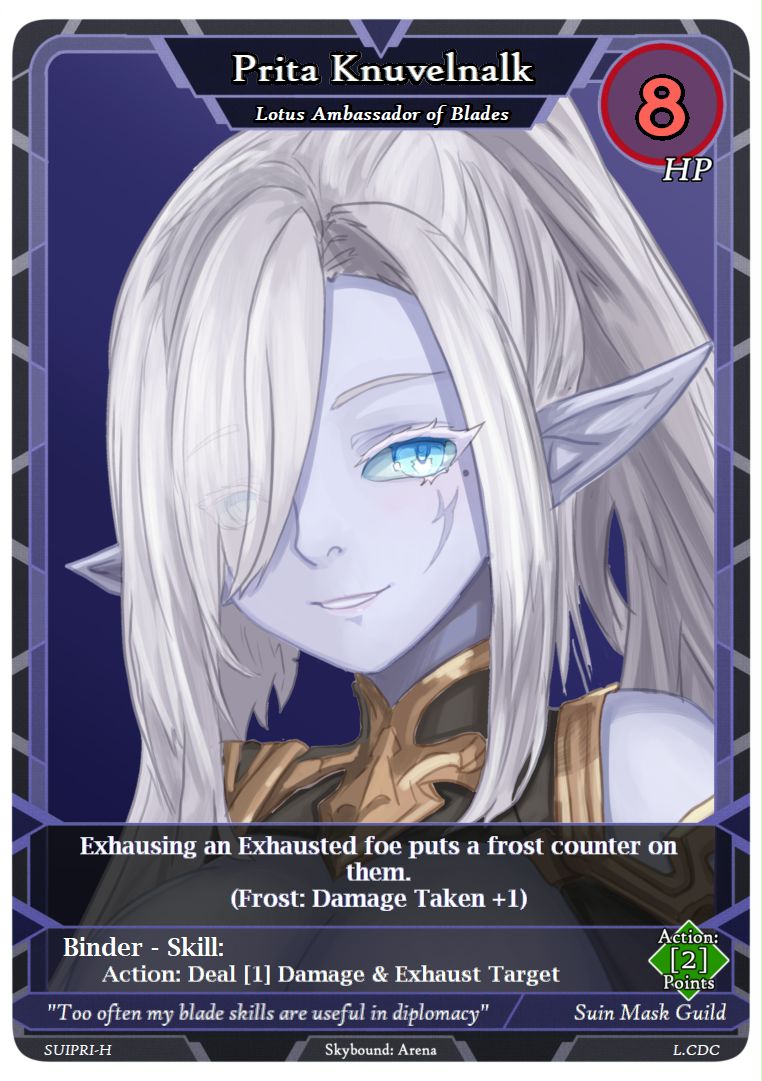 Prita Knuvelnalk
Lotus Ambassador of Blades
8
HP
Exhausing an Exhausted foe puts a frost counter on
them.
(Frost: Damage Taken +1)
Binder - Skill:
Action: Deal [1] Damage & Exhaust Target
Action:
[2]
Points
"Too often my blade skills are useful in diplomacy"
Suin Mask Guild
SUIPRI-H
Skybound: Arena
L.CDC